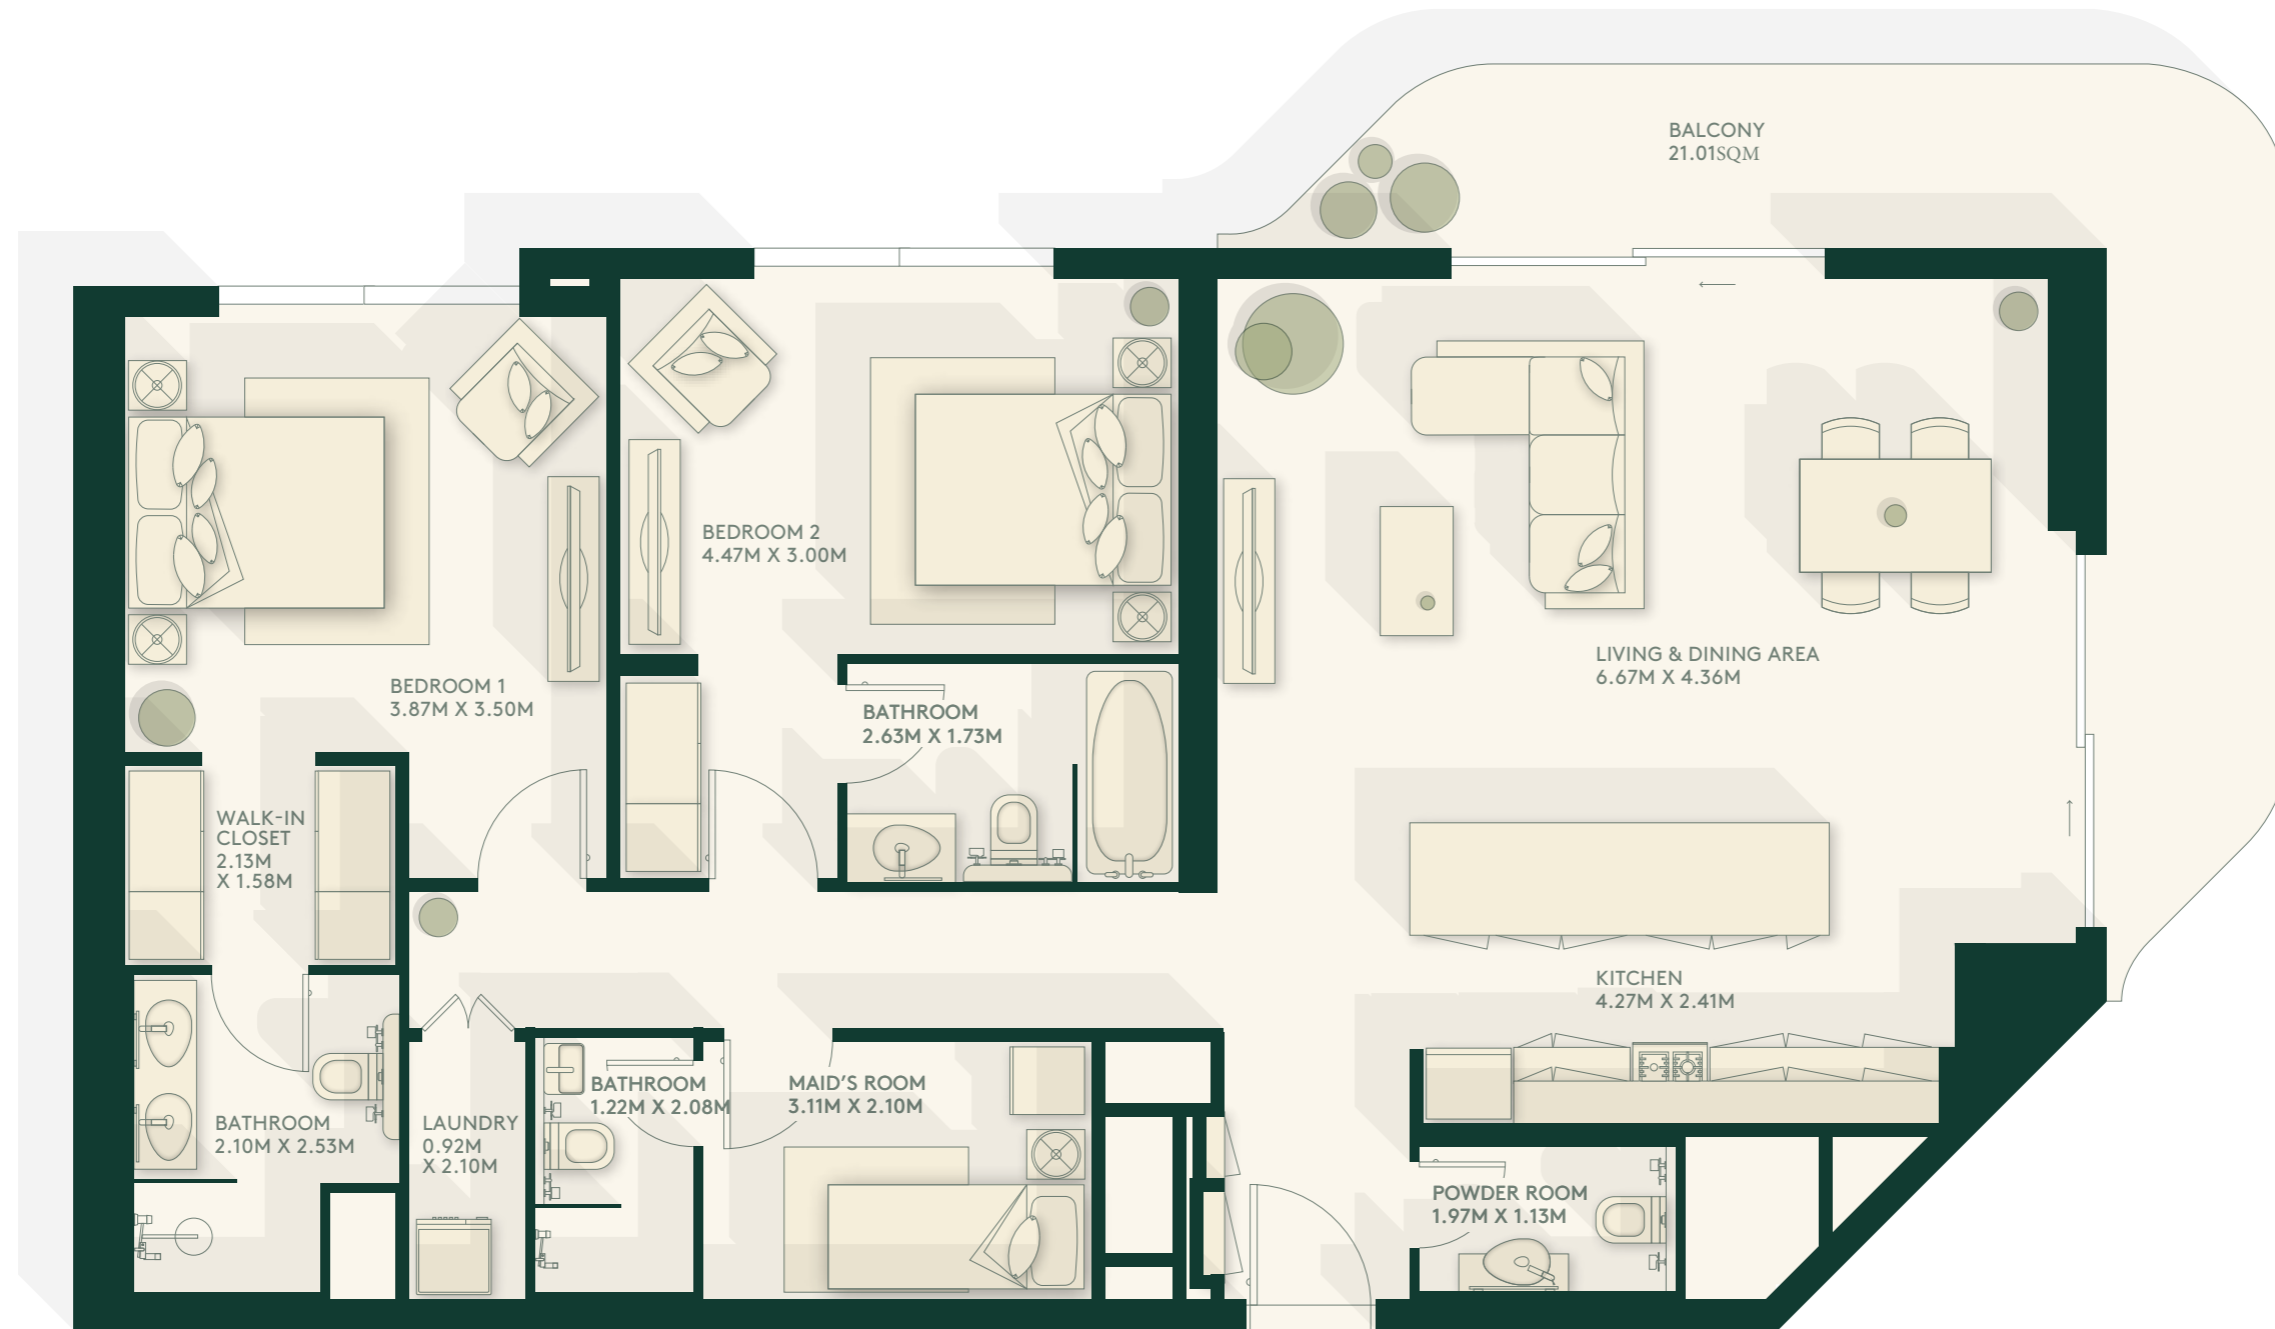 BALCONY
21.01SQM
BEDROOM 2
4.47M X 3.00M
LIVING & DINING AREA
6.67M X 4.36M
BEDROOM 1
3.87M X 3.50M
BATHROOM
2.63M X 1.73M
WALK-IN
CLOSET
2.13M
X 1.58M
KITCHEN
4.27M X 2.41M
BATHROOM
1.22M X 2.08M
MAID'S ROOM
3.11M X 2.10M
BATHROOM
2.10M X 2.53M
LAUNDRY
0.92M
X 2.10M
POWDER ROOM
1.97M X 1.13M